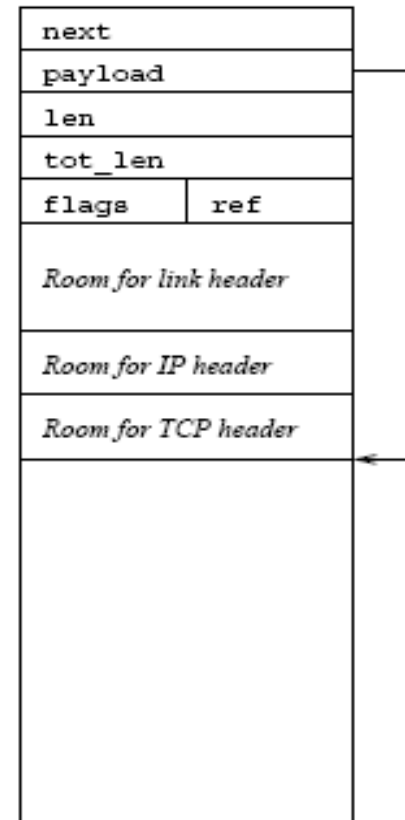 next
payload
len
tot_len
flags ref
Room for link header
Room for IP header
Room for TCP header